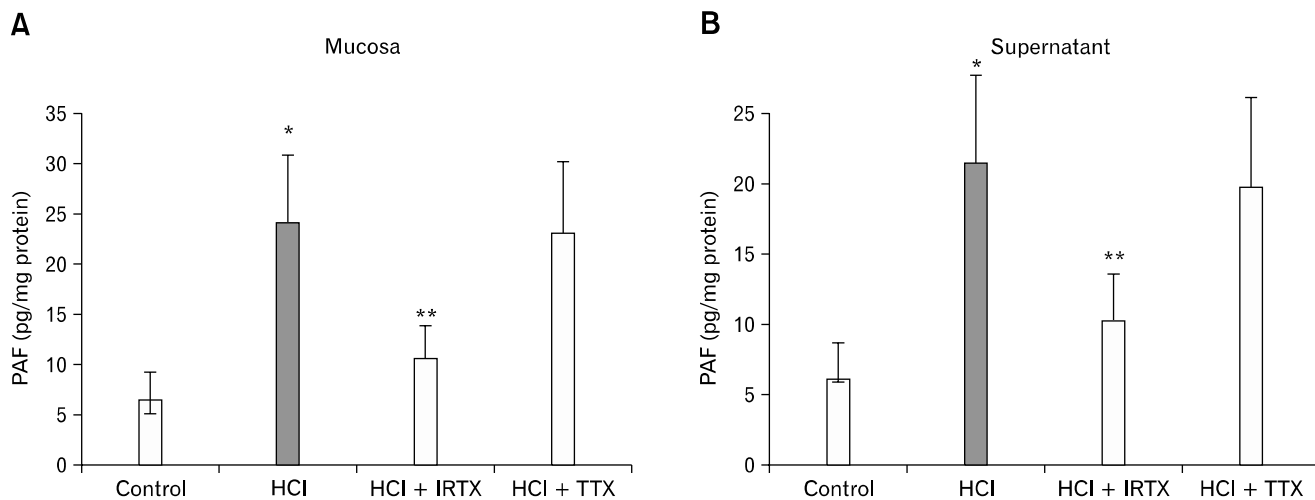 A
Mucosa
PAF (pg/mg protein)
35
30
25
20
15
10
5
0
*
**
Control
HCl
HCl + IRTX
HCl + TTX
B
Supernatant
PAF (pg/mg protein)
25
20
15
10
5
0
*
**
Control
HCl
HCl + IRTX
HCl + TTX